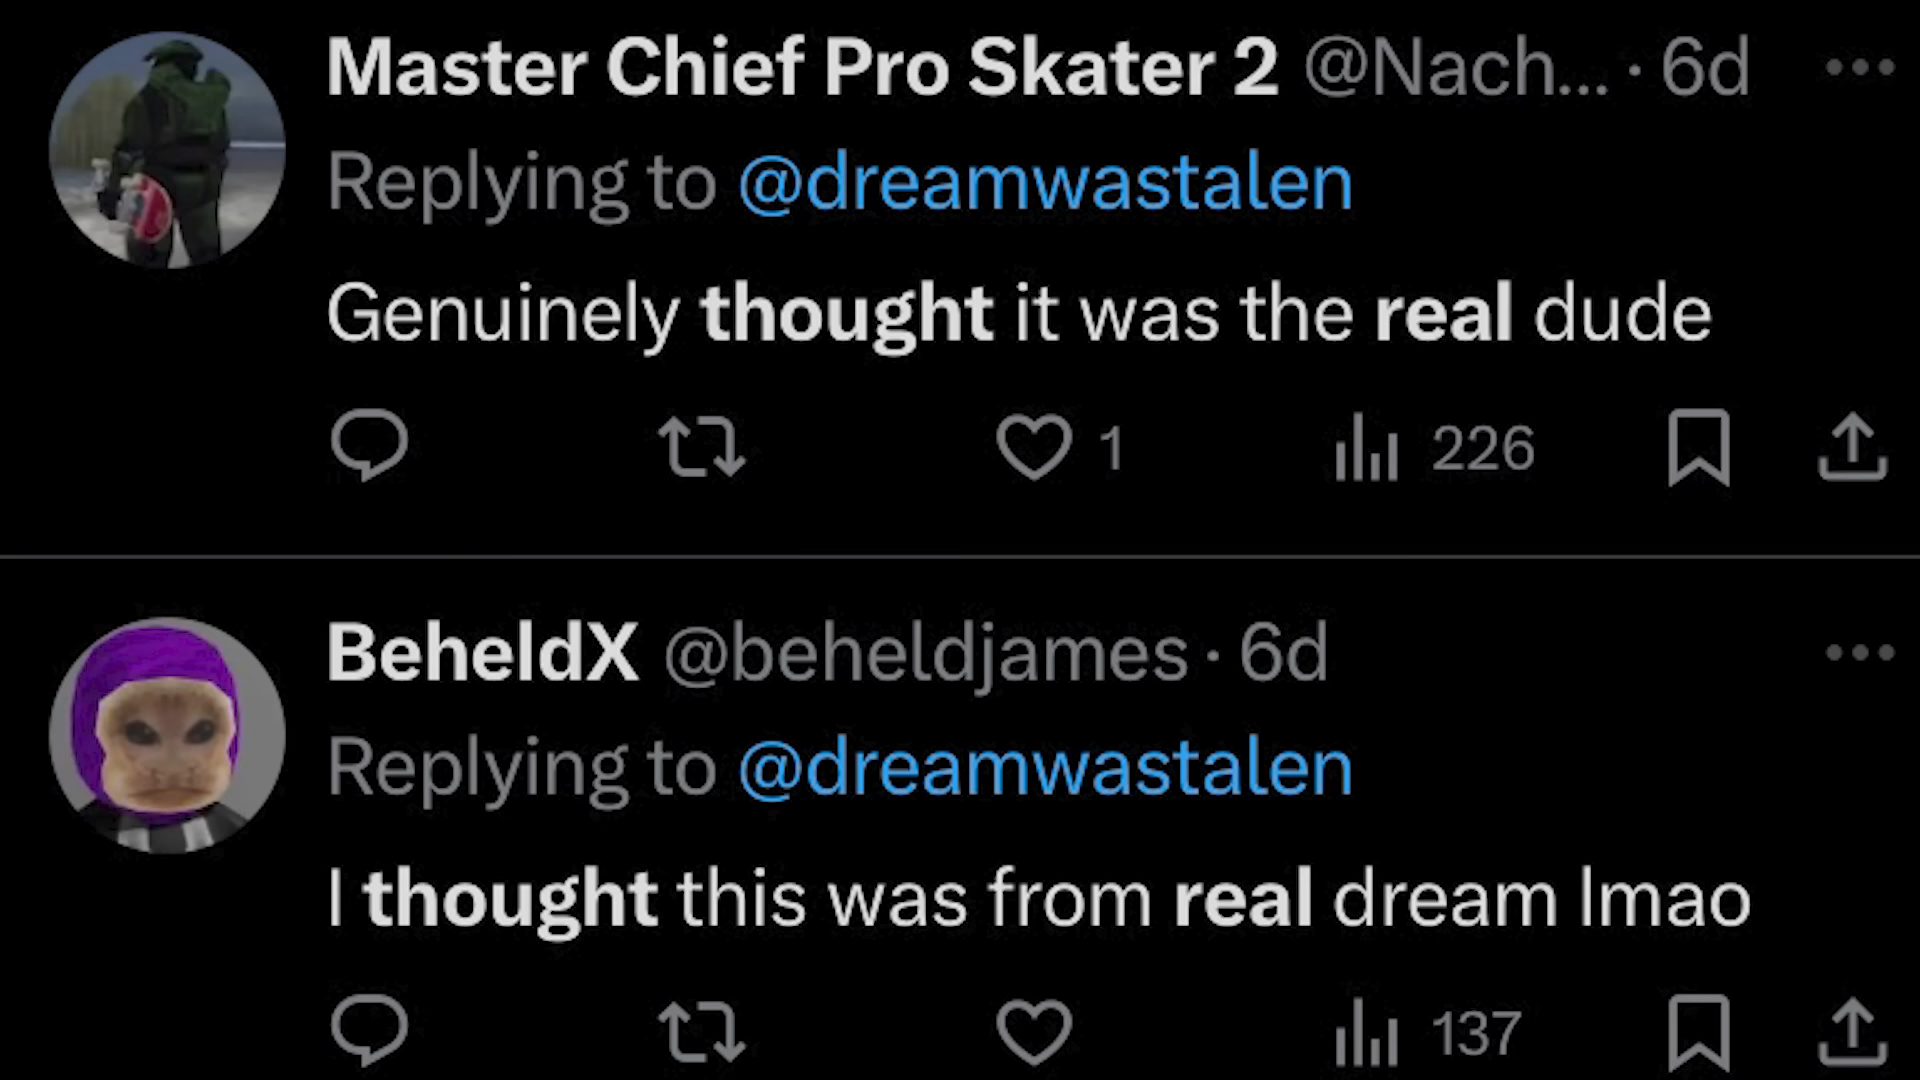 Master Chief Pro Skater 2 @Nach... · 6d
Replying to @dreamwastalen
Genuinely thought it was the real dude
1 226
BeheldX @beheldjames · 6d
Replying to @dreamwastalen
I thought this was from real dream lmao
137